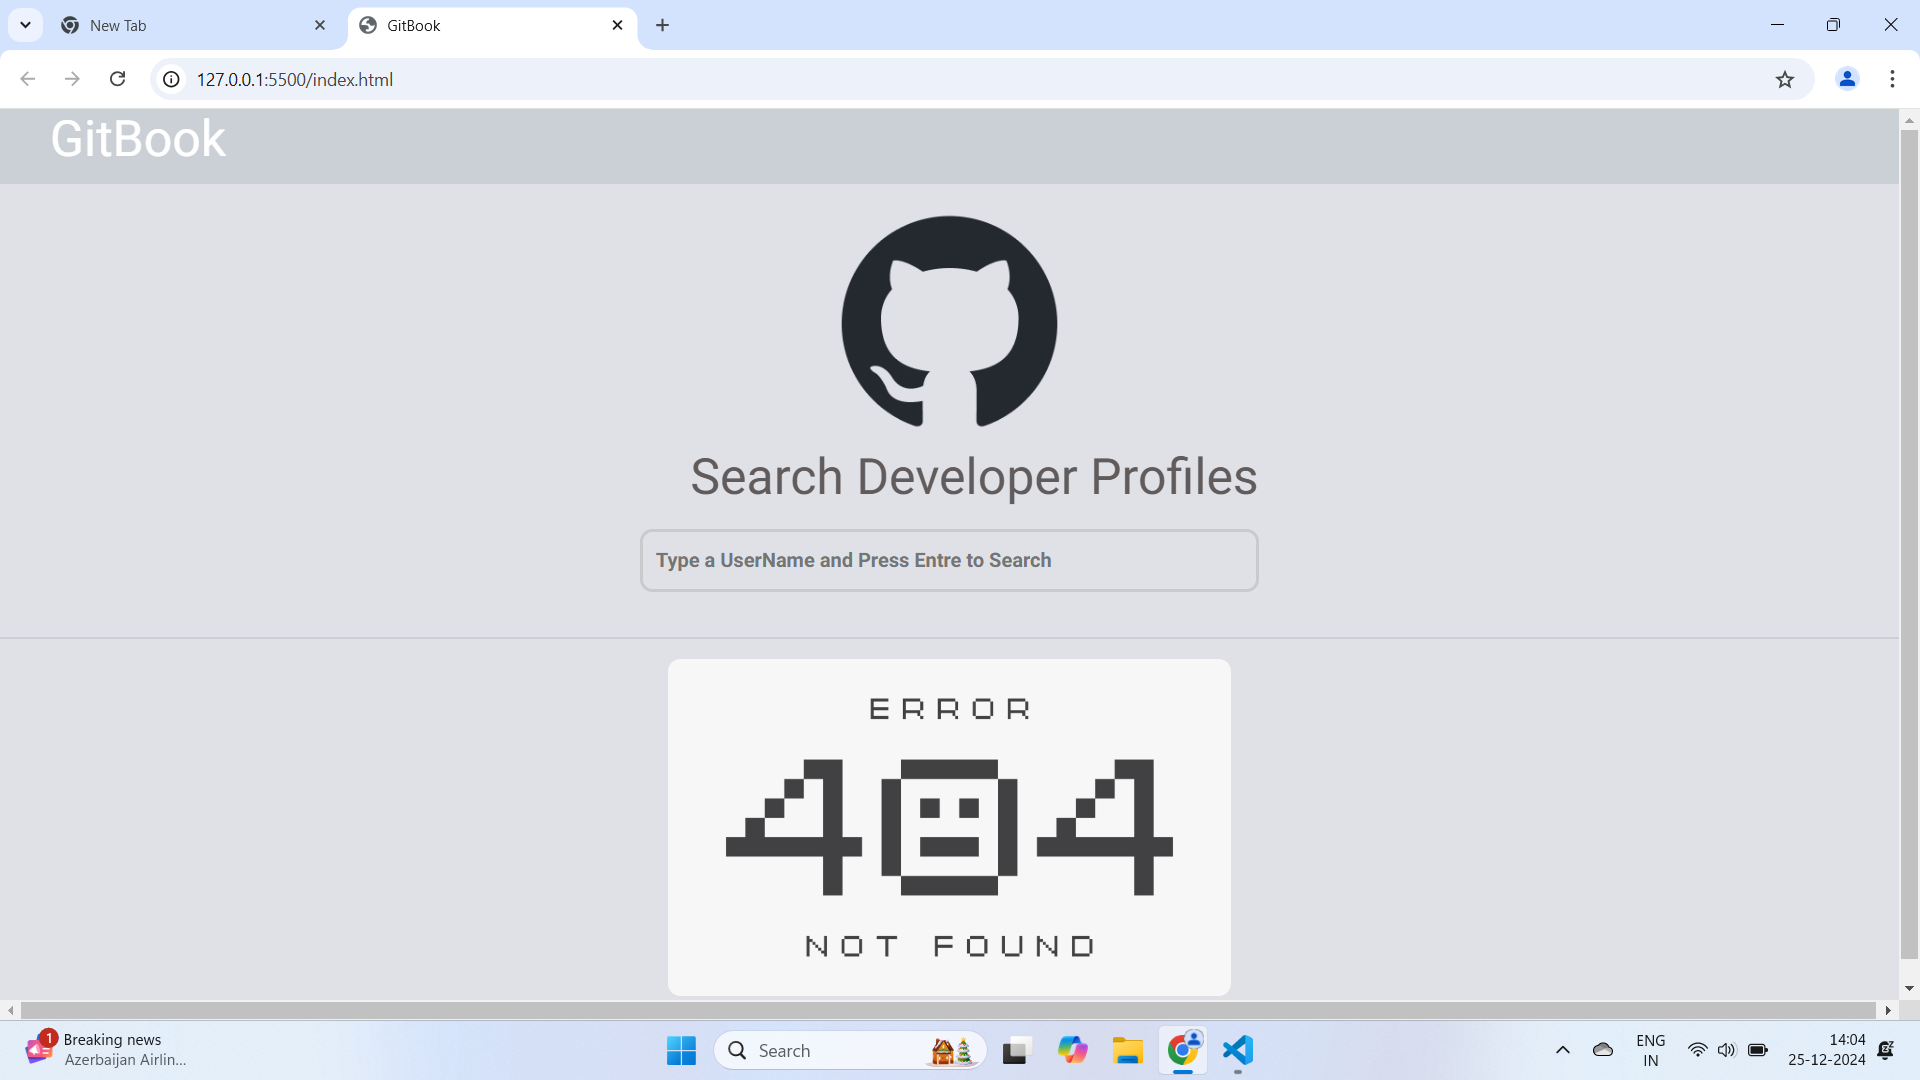 New Tab
GitBook
127.0.0.1:5500/index.html
GitBook
Search Developer Profiles
Type a UserName and Press Entre to Search
ERROR
404
NOT FOUND
1
Breaking news
Azerbaijan Airlin...
Search
ENG
IN
14:04
25-12-2024